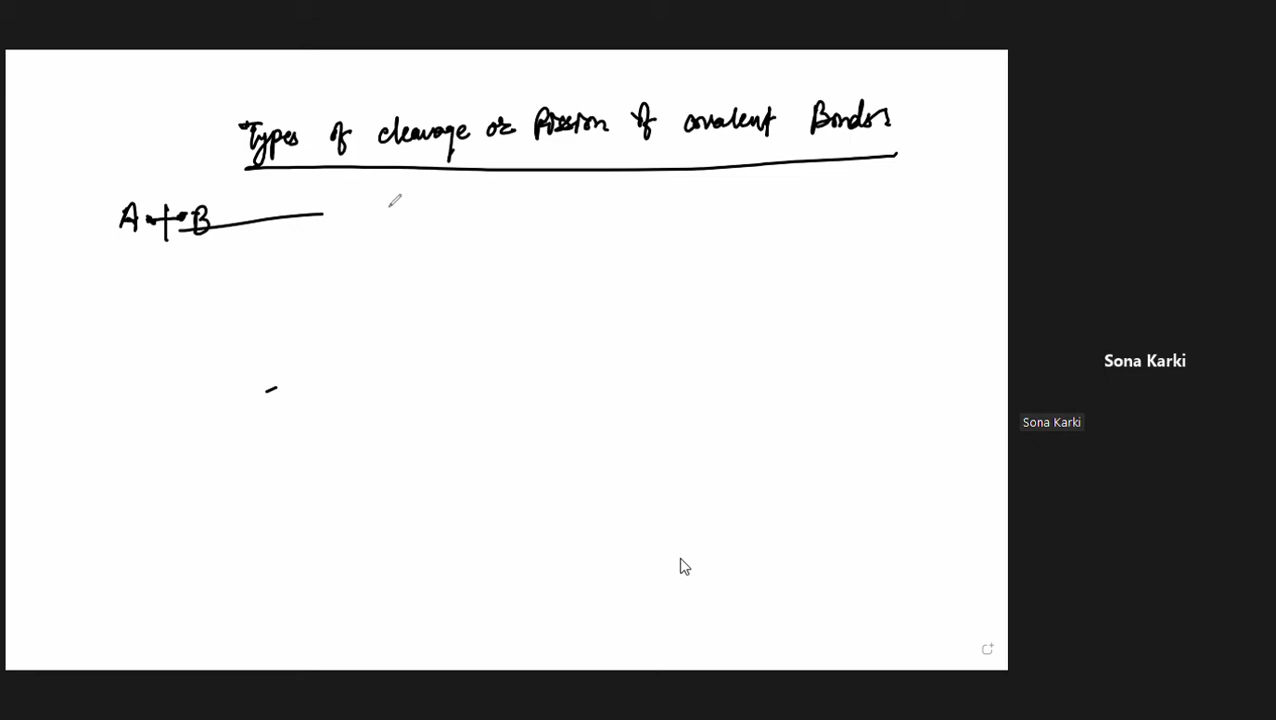 Types of cleavage or Fission of covalent Bonds
A + B
Sona Karki
Sona Karki